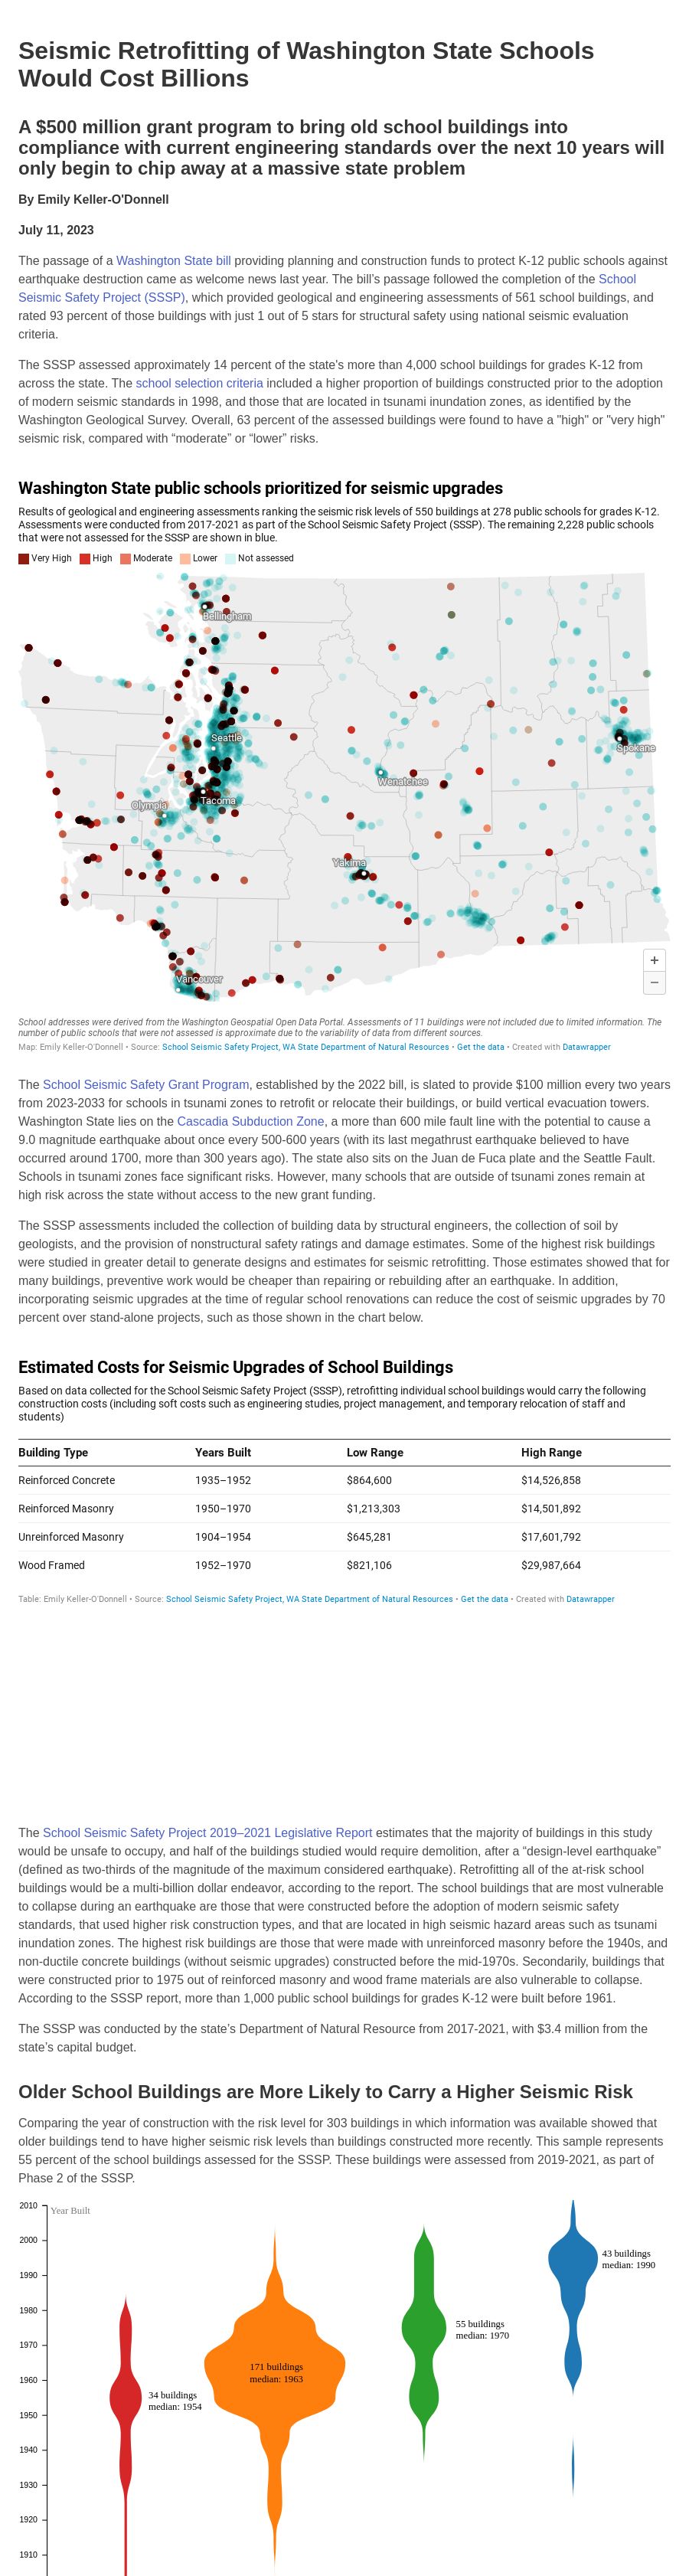 Seismic Retrofitting of Washington State Schools
Would Cost Billions
A $500 million grant program to bring old school buildings into
compliance with current engineering standards over the next 10 years will
only begin to chip away at a massive state problem
By Emily Keller-O'Donnell
July 11, 2023
The passage of a Washington State bill providing planning and construction funds to protect K-12 public schools against
earthquake destruction came as welcome news last year. The bill’s passage followed the completion of the School
Seismic Safety Project (SSSP), which provided geological and engineering assessments of 561 school buildings, and
rated 93 percent of those buildings with just 1 out of 5 stars for structural safety using national seismic evaluation
criteria.
The SSSP assessed approximately 14 percent of the state's more than 4,000 school buildings for grades K-12 from
across the state. The school selection criteria included a higher proportion of buildings constructed prior to the adoption
of modern seismic standards in 1998, and those that are located in tsunami inundation zones, as identified by the
Washington Geological Survey. Overall, 63 percent of the assessed buildings were found to have a "high" or "very high"
seismic risk, compared with “moderate” or “lower” risks.
Washington State public schools prioritized for seismic upgrades
Results of geological and engineering assessments ranking the seismic risk levels of 550 buildings at 278 public schools for grades K-12.
Assessments were conducted from 2017-2021 as part of the School Seismic Safety Project (SSSP). The remaining 2,228 public schools
that were not assessed for the SSSP are shown in blue.
Very High High Moderate Lower Not assessed
Bellingham
Seattle
Spokane
Wenatchee
Olympia
Tacoma
Yakima
Vancouver
+
−
School addresses were derived from the Washington Geospatial Open Data Portal. Assessments of 11 buildings were not included due to limited information. The
number of public schools that were not assessed is approximate due to the variability of data from different sources.
Map: Emily Keller-O'Donnell • Source: School Seismic Safety Project, WA State Department of Natural Resources • Get the data • Created with Datawrapper
The School Seismic Safety Grant Program, established by the 2022 bill, is slated to provide $100 million every two years
from 2023-2033 for schools in tsunami zones to retrofit or relocate their buildings, or build vertical evacuation towers.
Washington State lies on the Cascadia Subduction Zone, a more than 600 mile fault line with the potential to cause a
9.0 magnitude earthquake about once every 500-600 years (with its last megathrust earthquake believed to have
occurred around 1700, more than 300 years ago). The state also sits on the Juan de Fuca plate and the Seattle Fault.
Schools in tsunami zones face significant risks. However, many schools that are outside of tsunami zones remain at
high risk across the state without access to the new grant funding.
The SSSP assessments included the collection of building data by structural engineers, the collection of soil by
geologists, and the provision of nonstructural safety ratings and damage estimates. Some of the highest risk buildings
were studied in greater detail to generate designs and estimates for seismic retrofitting. Those estimates showed that for
many buildings, preventive work would be cheaper than repairing or rebuilding after an earthquake. In addition,
incorporating seismic upgrades at the time of regular school renovations can reduce the cost of seismic upgrades by 70
percent over stand-alone projects, such as those shown in the chart below.
Estimated Costs for Seismic Upgrades of School Buildings
Based on data collected for the School Seismic Safety Project (SSSP), retrofitting individual school buildings would carry the following
construction costs (including soft costs such as engineering studies, project management, and temporary relocation of staff and
students)
Building Type Years Built Low Range High Range
Reinforced Concrete 1935–1952 $864,600 $14,526,858
Reinforced Masonry 1950–1970 $1,213,303 $14,501,892
Unreinforced Masonry 1904–1954 $645,281 $17,601,792
Wood Framed 1952–1970 $821,106 $29,987,664
Table: Emily Keller-O'Donnell • Source: School Seismic Safety Project, WA State Department of Natural Resources • Get the data • Created with Datawrapper
The School Seismic Safety Project 2019–2021 Legislative Report estimates that the majority of buildings in this study
would be unsafe to occupy, and half of the buildings studied would require demolition, after a “design-level earthquake”
(defined as two-thirds of the magnitude of the maximum considered earthquake). Retrofitting all of the at-risk school
buildings would be a multi-billion dollar endeavor, according to the report. The school buildings that are most vulnerable
to collapse during an earthquake are those that were constructed before the adoption of modern seismic safety
standards, that used higher risk construction types, and that are located in high seismic hazard areas such as tsunami
inundation zones. The highest risk buildings are those that were made with unreinforced masonry before the 1940s, and
non-ductile concrete buildings (without seismic upgrades) constructed before the mid-1970s. Secondarily, buildings that
were constructed prior to 1975 out of reinforced masonry and wood frame materials are also vulnerable to collapse.
According to the SSSP report, more than 1,000 public school buildings for grades K-12 were built before 1961.
The SSSP was conducted by the state’s Department of Natural Resource from 2017-2021, with $3.4 million from the
state’s capital budget.
Older School Buildings are More Likely to Carry a Higher Seismic Risk
Comparing the year of construction with the risk level for 303 buildings in which information was available showed that
older buildings tend to have higher seismic risk levels than buildings constructed more recently. This sample represents
55 percent of the school buildings assessed for the SSSP. These buildings were assessed from 2019-2021, as part of
Phase 2 of the SSSP.
2010 Year Built
2000
43 buildings
median: 1990
1990
1980
55 buildings
median: 1970
1970
171 buildings
median: 1963
1960
34 buildings
median: 1954
1950
1940
1930
1920
1910